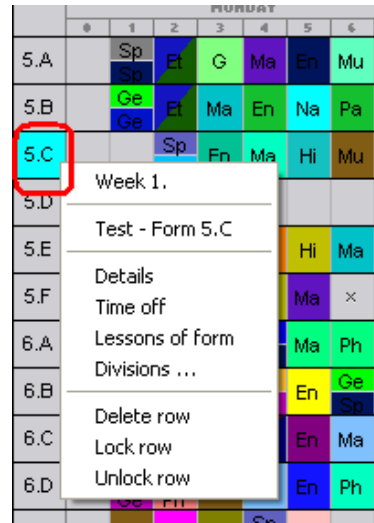 MONDAY
0 1 2 3 4 5 6
5.A Sp Sp Et G Ma En Mu
5.B Ge Ge Et Ma En Na Pa
5.C Sp En Ma Hi Mu
5.D
5.E Hi Ma
5.F Ma ×
6.A Ma Ph
6.B En Ge Sp
6.C En Ma
6.D Ge En Ph
Sp
Week 1.
Test - Form 5.C
Details
Time off
Lessons of form
Divisions ...
Delete row
Lock row
Unlock row